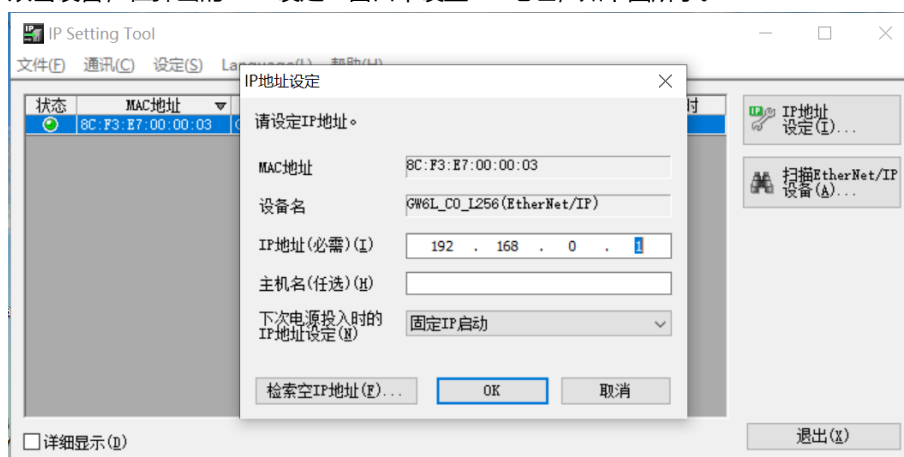 IP Setting Tool
文件(F) 通讯(C) 设定(S)
IP地址设定
状态 MAC地址 时
8C:F3:E7:00:00:03
请设定IP地址。
MAC地址 8C:F3:E7:00:00:03
设备名 GW6L_CO_L256(EtherNet/IP)
IP地址(必需)(I) 192 . 168 . 0 . 1
主机名(任选)(H)
下次电源投入时的
IP地址设定(N) 固定IP启动
检索空IP地址(F)... OK 取消
IP地址
设定(I)...
扫描EtherNet/IP
设备(A)...
详细显示(D)
退出(X)